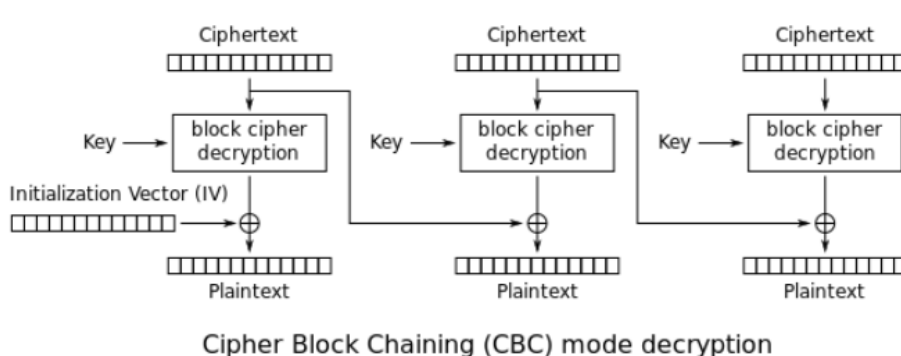 Ciphertext Ciphertext Ciphertext
Key block cipher decryption Key block cipher decryption Key block cipher decryption
Initialization Vector (IV)
Plaintext Plaintext Plaintext
Cipher Block Chaining (CBC) mode decryption